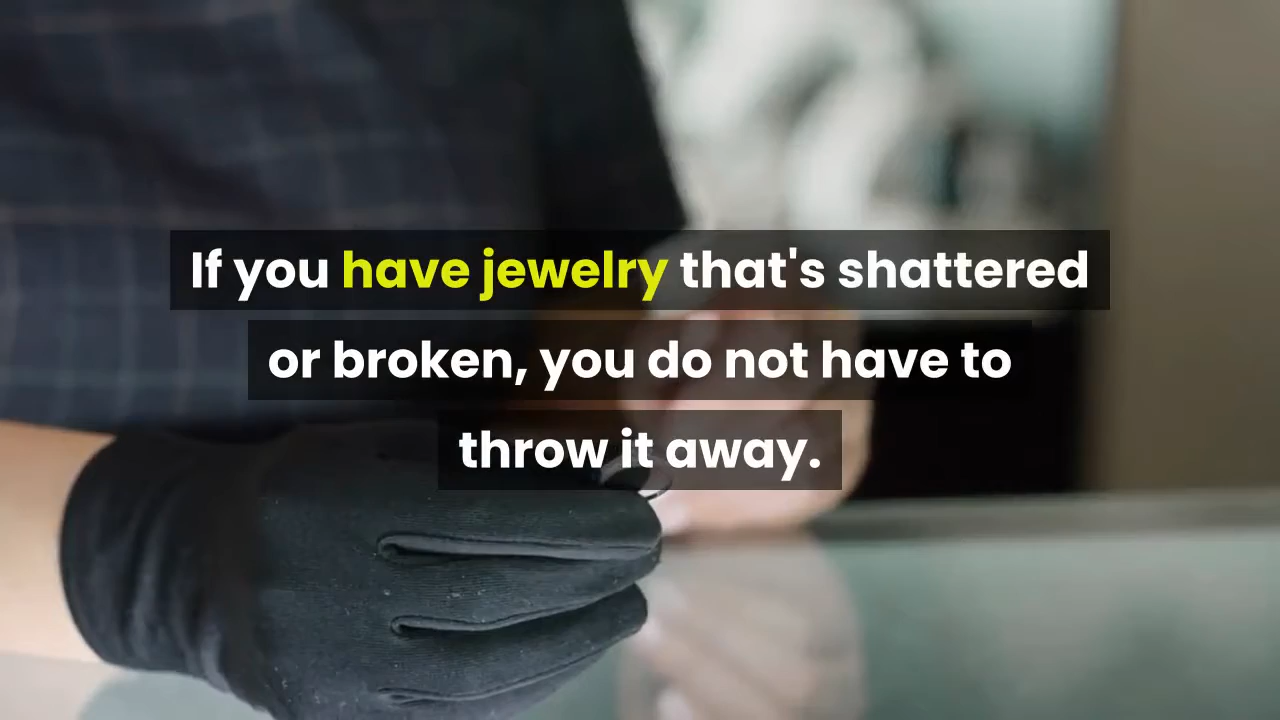 If you have jewelry that's shattered
or broken, you do not have to
throw it away.